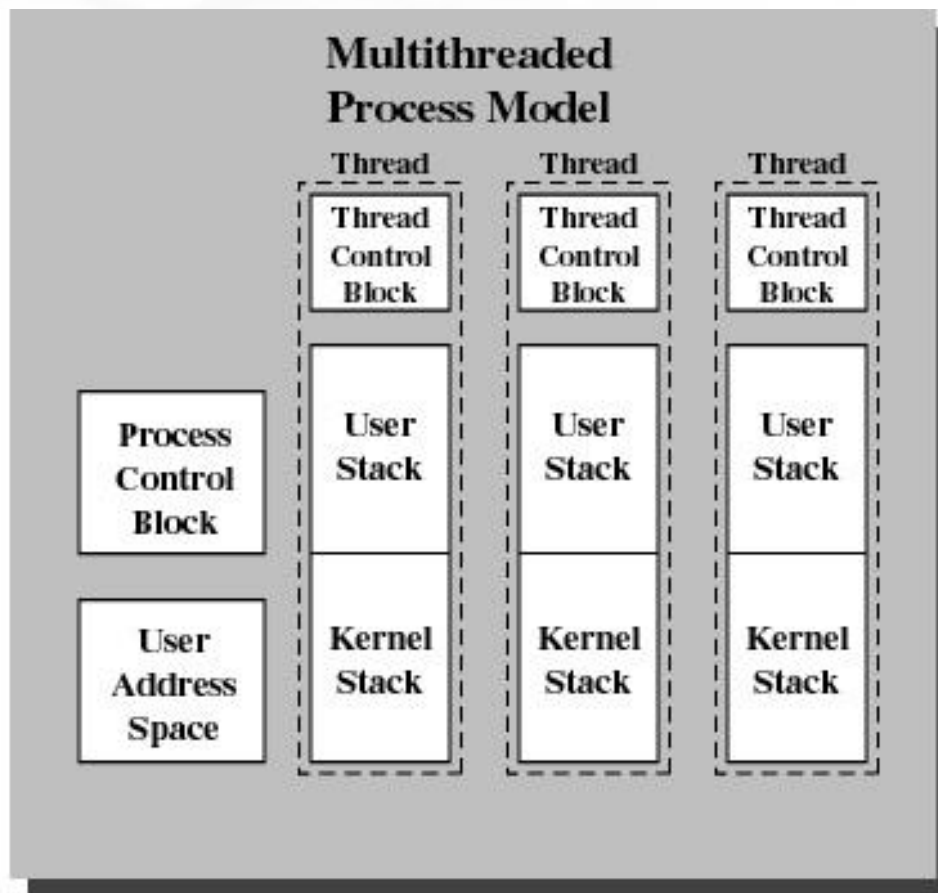 Multithreaded
Process Model
Thread
Thread
Control
Block
User
Stack
Kernel
Stack
Thread
Thread
Control
Block
User
Stack
Kernel
Stack
Thread
Thread
Control
Block
User
Stack
Kernel
Stack
Process
Control
Block
User
Address
Space